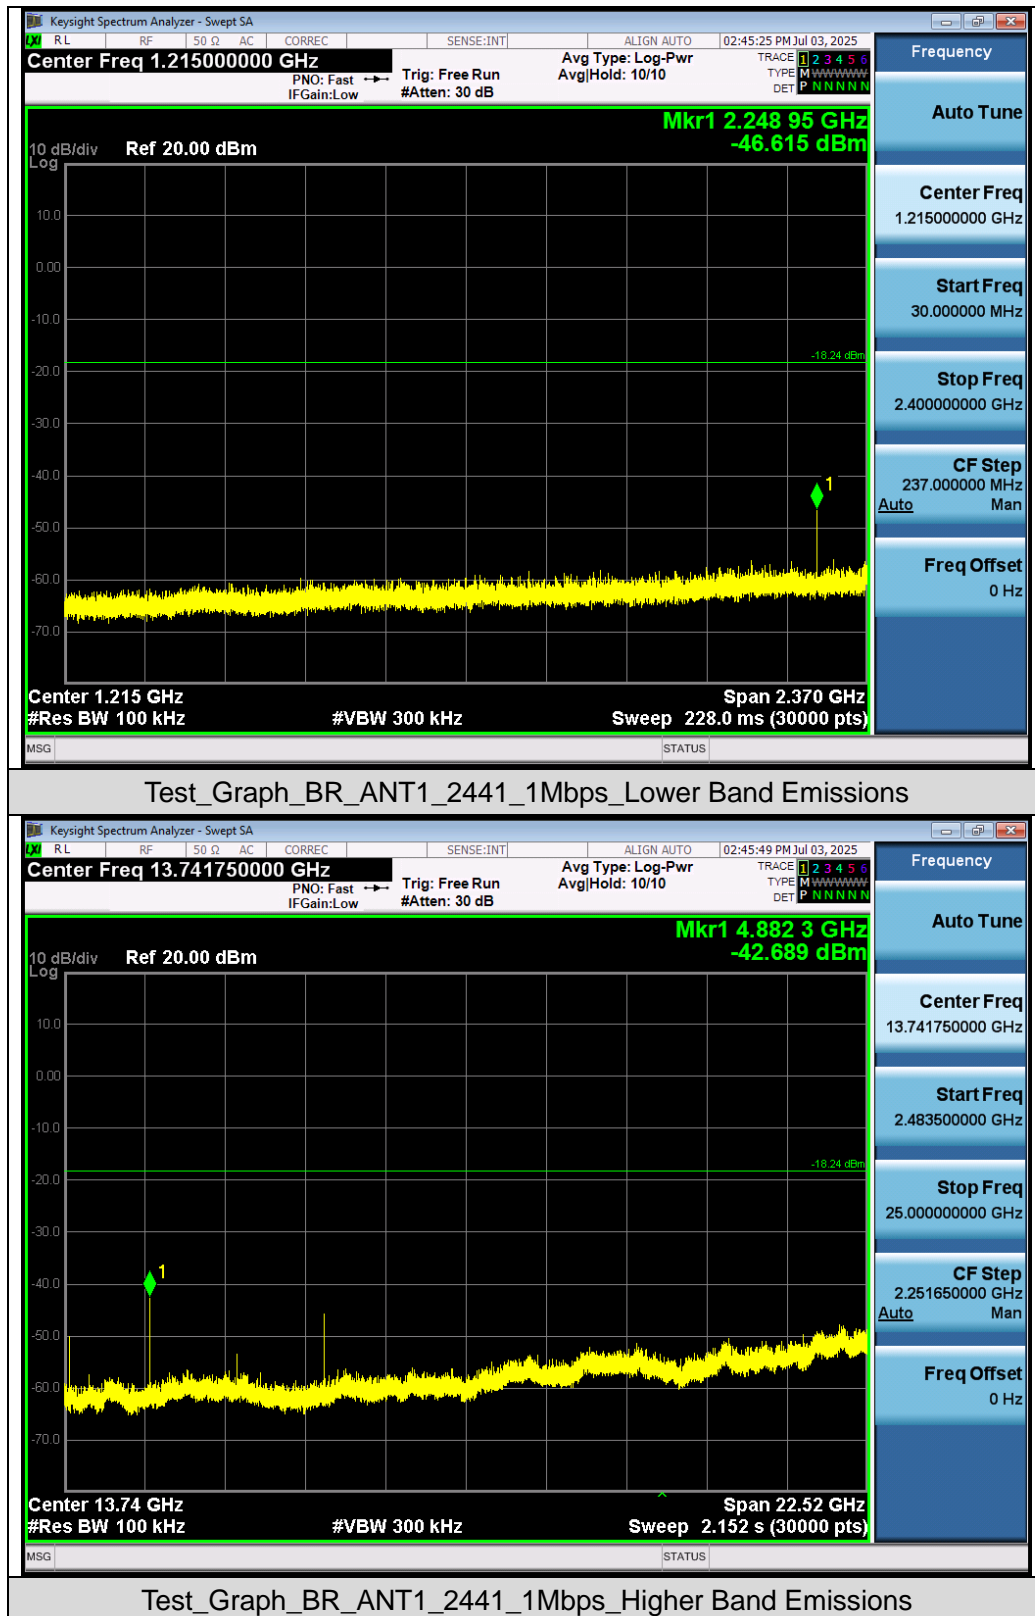 Keysight Spectrum Analyzer - Swept SA
LXI RL RF 50 Ω AC CORREC SENSE:INT ALIGN AUTO 02:45:25 PM Jul 03, 2025
Center Freq 1.215000000 GHz
PNO: Fast
IFGain:Low
Trig: Free Run
#Atten: 30 dB
Avg Type: Log-Pwr
Avg|Hold: 10/10
TRACE 1 2 3 4 5 6
TYPE M WWWWW
DET P N N N N N
Mkr1 2.248 95 GHz
-46.615 dBm
10 dB/div Ref 20.00 dBm
Log
10.0
0.00
-10.0
-18.24 dBm
-20.0
-30.0
-40.0
1
-50.0
-60.0
-70.0
Center 1.215 GHz Span 2.370 GHz
#Res BW 100 kHz #VBW 300 kHz Sweep 228.0 ms (30000 pts)
MSG STATUS
Frequency
Auto Tune
Center Freq
1.215000000 GHz
Start Freq
30.000000 MHz
Stop Freq
2.400000000 GHz
CF Step
237.000000 MHz
Auto Man
Freq Offset
0 Hz
Test_Graph_BR_ANT1_2441_1Mbps_Lower Band Emissions
Keysight Spectrum Analyzer - Swept SA
LXI RL RF 50 Ω AC CORREC SENSE:INT ALIGN AUTO 02:45:49 PM Jul 03, 2025
Center Freq 13.741750000 GHz
PNO: Fast
IFGain:Low
Trig: Free Run
#Atten: 30 dB
Avg Type: Log-Pwr
Avg|Hold: 10/10
TRACE 1 2 3 4 5 6
TYPE M WWWWW
DET P N N N N N
Mkr1 4.882 3 GHz
-42.689 dBm
10 dB/div Ref 20.00 dBm
Log
10.0
0.00
-10.0
-18.24 dBm
-20.0
-30.0
1
-40.0
-50.0
-60.0
-70.0
Center 13.74 GHz Span 22.52 GHz
#Res BW 100 kHz #VBW 300 kHz Sweep 2.152 s (30000 pts)
MSG STATUS
Frequency
Auto Tune
Center Freq
13.741750000 GHz
Start Freq
2.483500000 GHz
Stop Freq
25.000000000 GHz
CF Step
2.251650000 GHz
Auto Man
Freq Offset
0 Hz
Test_Graph_BR_ANT1_2441_1Mbps_Higher Band Emissions